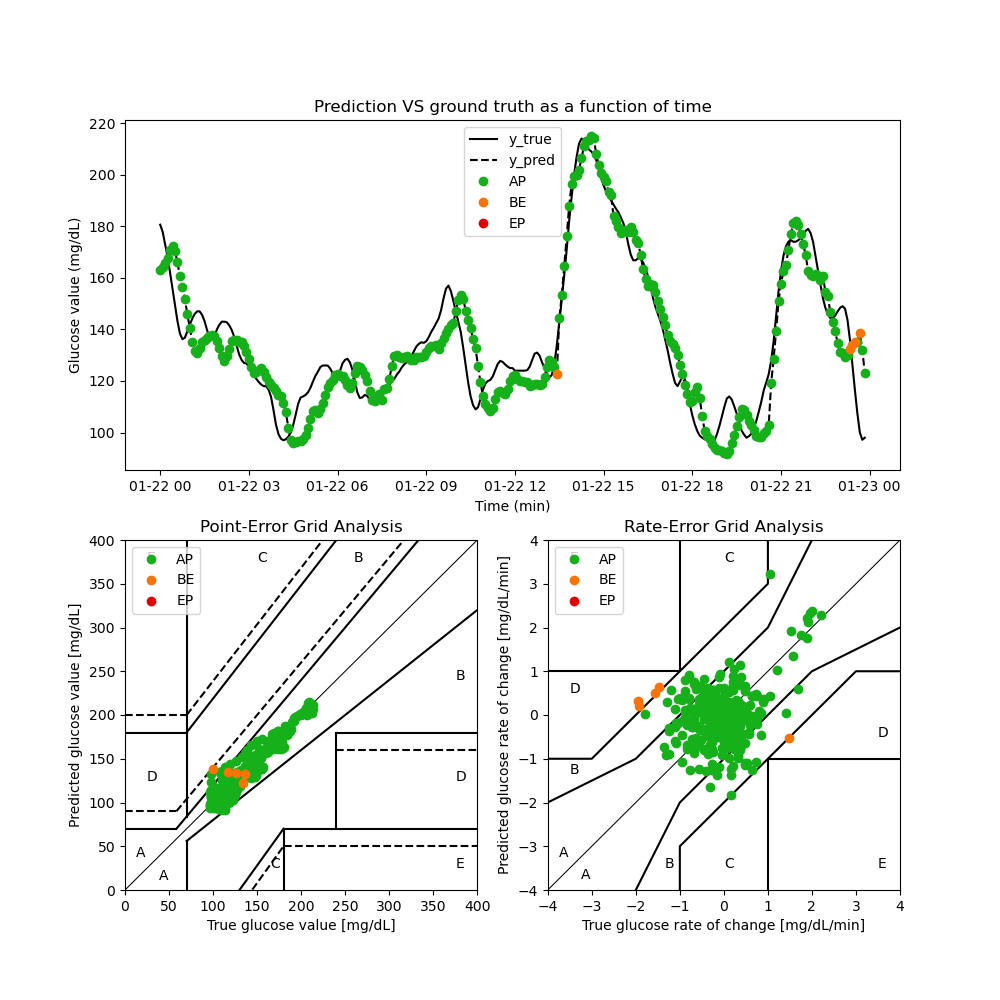 Prediction VS ground truth as a function of time
220
200
180
160
140
120
100
Glucose value (mg/dL)
y_true
y_pred
AP
BE
EP
01-22 00 01-22 03 01-22 06 01-22 09 01-22 12 01-22 15 01-22 18 01-22 21 01-23 00
Time (min)
Point-Error Grid Analysis
400
350
300
250
200
150
100
50
0
Predicted glucose value [mg/dL]
AP
BE
EP
C
B
B
D
D
A
A
C
E
0 50 100 150 200 250 300 350 400
True glucose value [mg/dL]
Rate-Error Grid Analysis
4
3
2
1
0
−1
−2
−3
−4
Predicted glucose rate of change [mg/dL/min]
AP
BE
EP
C
D
D
B
A
A
B
C
E
−4 −3 −2 −1 0 1 2 3 4
True glucose rate of change [mg/dL/min]